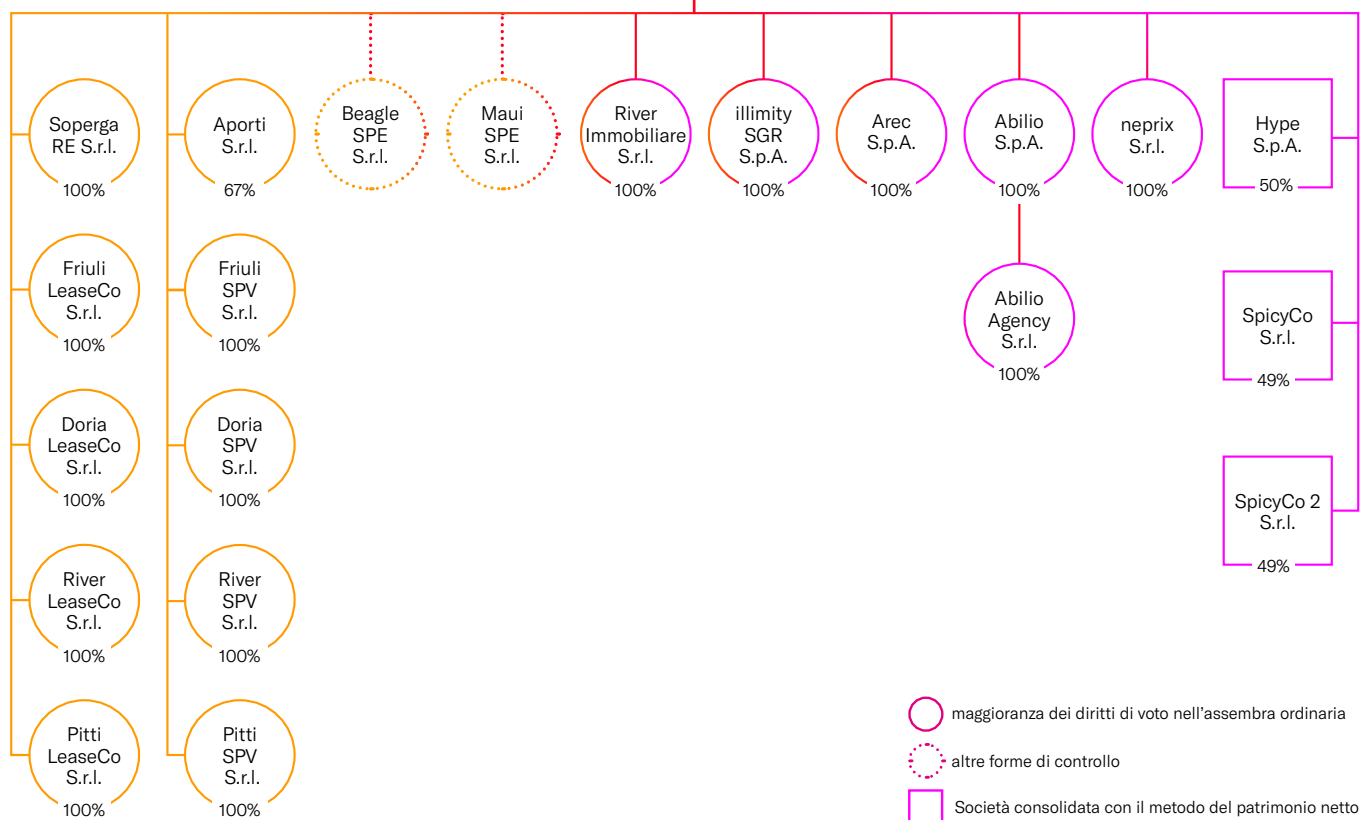 Soperga
RE S.r.l.
100%
Aporti
S.r.l.
67%
Beagle
SPE
S.r.l.
Maui
SPE
S.r.l.
River
Immobiliare
S.r.l.
100%
illimity
SGR
S.p.A.
100%
Arec
S.p.A.
100%
Abilio
S.p.A.
100%
neprix
S.r.l.
100%
Hype
S.p.A.
50%
Friuli
LeaseCo
S.r.l.
100%
Friuli
SPV
S.r.l.
100%
Abilio
Agency
S.r.l.
100%
SpicyCo
S.r.l.
49%
Doria
LeaseCo
S.r.l.
100%
Doria
SPV
S.r.l.
100%
SpicyCo 2
S.r.l.
49%
River
LeaseCo
S.r.l.
100%
River
SPV
S.r.l.
100%
Pitti
LeaseCo
S.r.l.
100%
Pitti
SPV
S.r.l.
100%
maggioranza dei diritti di voto nell'assembra ordinaria
altre forme di controllo
Società consolidata con il metodo del patrimonio netto